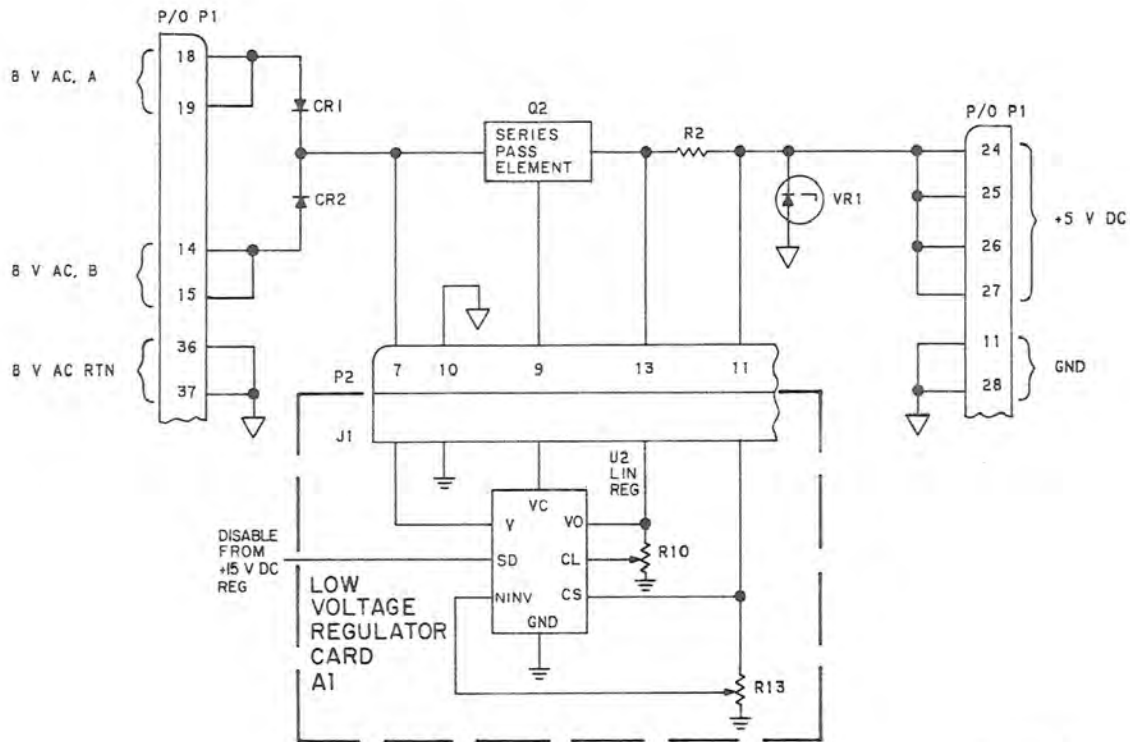 P/O P1
18
8 V AC, A
19
CR1
CR2
14
8 V AC, B
15
36
8 V AC RTN
37
Q2
SERIES
PASS
ELEMENT
R2
VR1
P/O P1
24
25
+5 V DC
26
27
11
GND
28
P2
7
10
9
13
11
J1
U2
LIN
REG
VC
V
VO
SD
CL
R10
NINV
CS
GND
DISABLE
FROM
+15 V DC
REG
LOW
VOLTAGE
REGULATOR
CARD
A1
R13